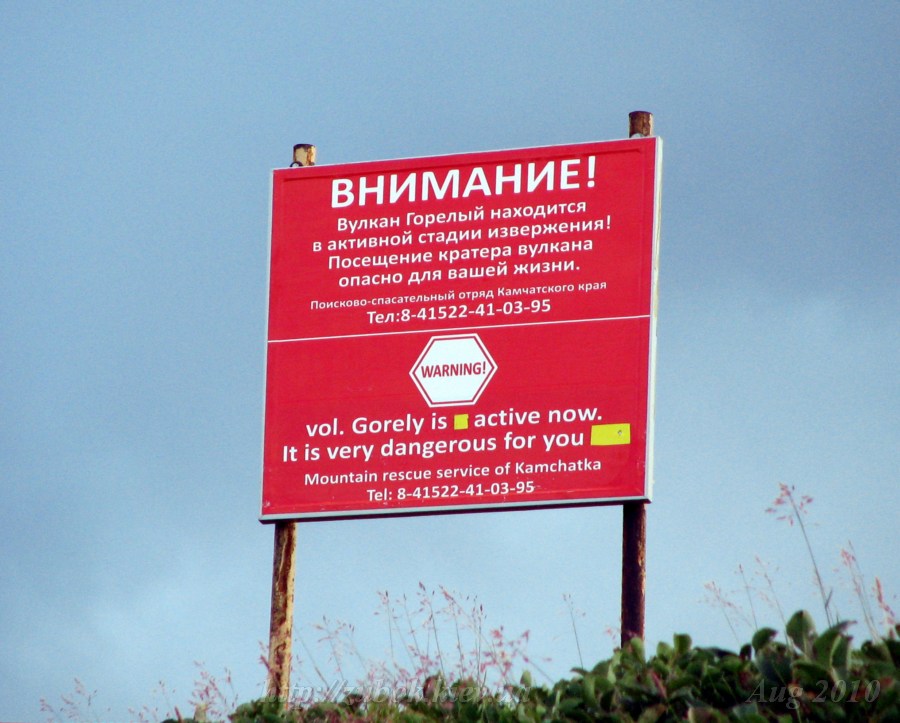 ВНИМАНИЕ!
Вулкан Горелый находится
в активной стадии извержения!
Посещение кратера вулкана
опасно для вашей жизни.
Поисково-спасательный отряд Камчатского края
Тел:8-41522-41-03-95
WARNING!
vol. Gorely is active now.
It is very dangerous for you
Mountain rescue service of Kamchatka
Tel: 8-41522-41-03-95
Aug 2010